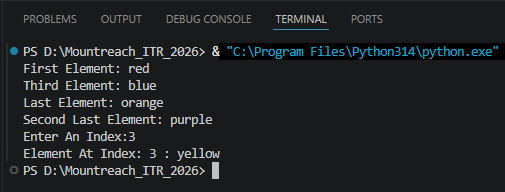 PROBLEMS OUTPUT DEBUG CONSOLE TERMINAL PORTS
PS D:\Mountreach_ITR_2026> & "C:\Program Files\Python314\python.exe"
First Element: red
Third Element: blue
Last Element: orange
Second Last Element: purple
Enter An Index:3
Element At Index: 3 : yellow
PS D:\Mountreach_ITR_2026>